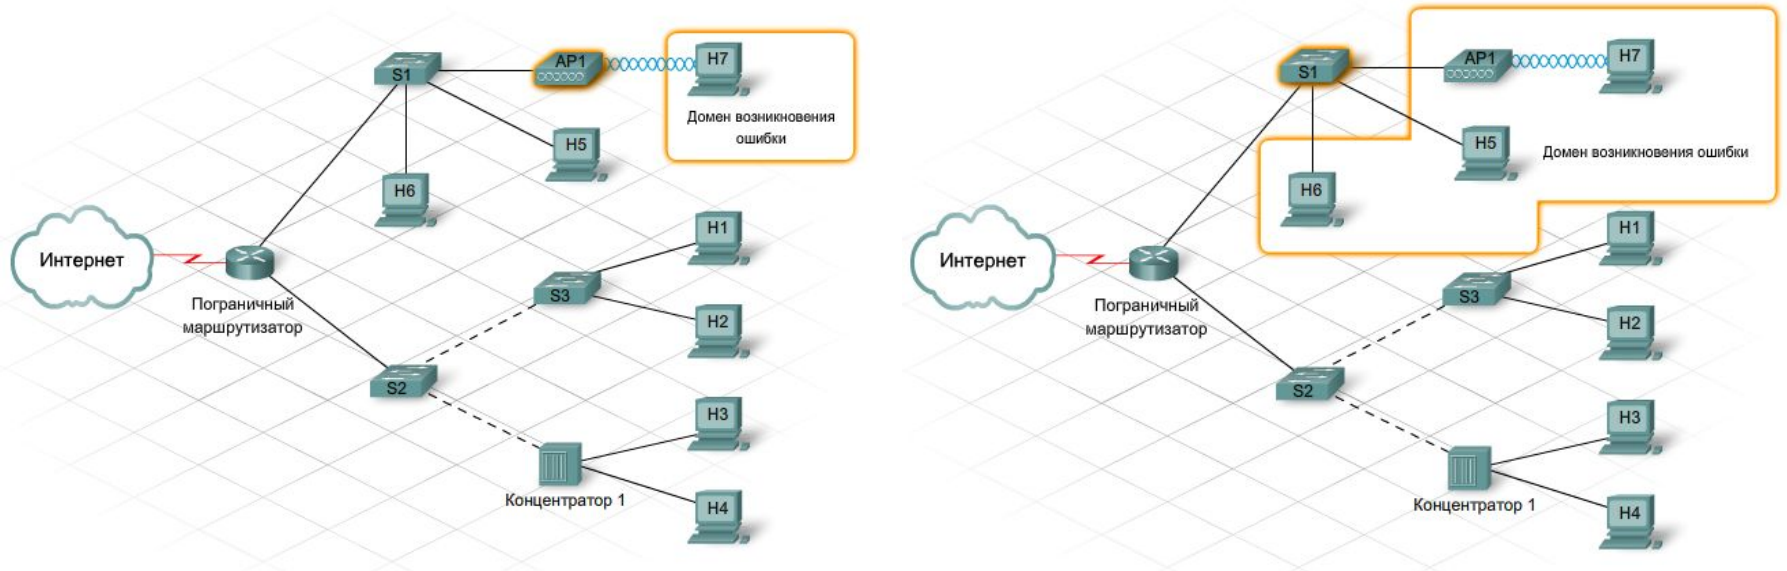 S1
AP1
H7
Домен возникновения
ошибки
H5
H6
Интернет
Пограничный
маршрутизатор
H1
S3
H2
S2
H3
Концентратор 1
H4
S1
AP1
H7
H5
Домен возникновения ошибки
H6
Интернет
Пограничный
маршрутизатор
H1
S3
H2
S2
H3
Концентратор 1
H4